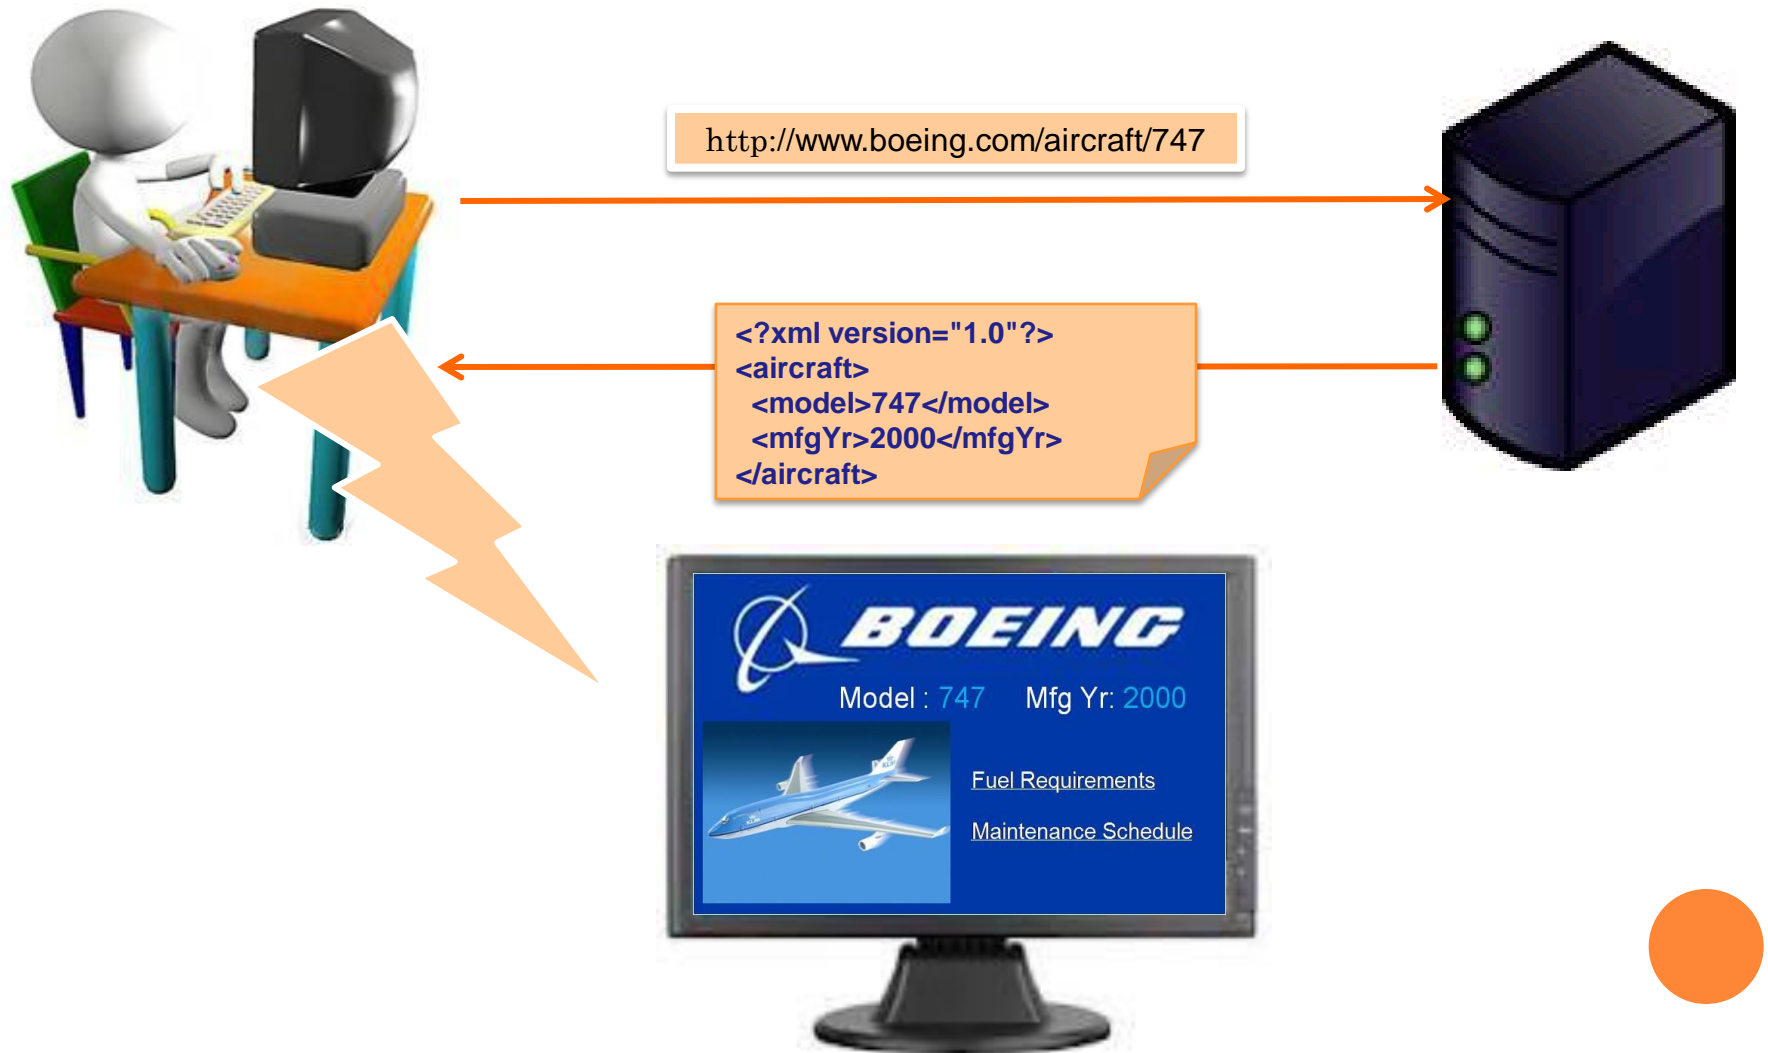 http://www.boeing.com/aircraft/747
<?xml version="1.0"?>
<aircraft>
<model>747</model>
<mfgYr>2000</mfgYr>
</aircraft>
BOEING
Model : 747 Mfg Yr: 2000
Fuel Requirements
Maintenance Schedule